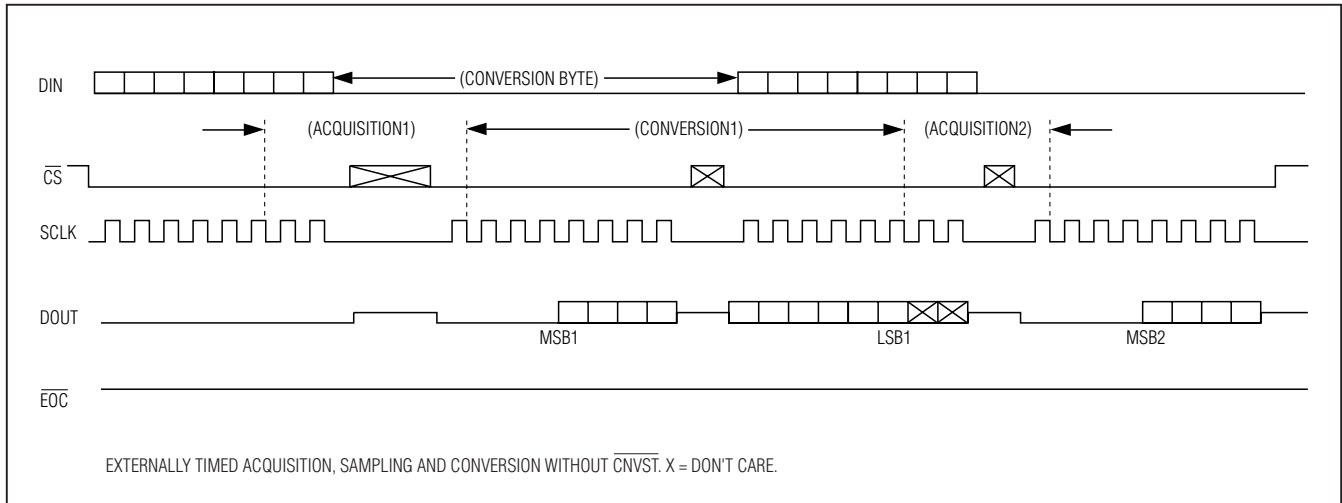 DIN
(CONVERSION BYTE)
(ACQUISITION1)
(CONVERSION1)
(ACQUISITION2)
CS
SCLK
DOUT
MSB1
LSB1
MSB2
EOC
EXTERNALLY TIMED ACQUISITION, SAMPLING AND CONVERSION WITHOUT CNVST. X = DON'T CARE.